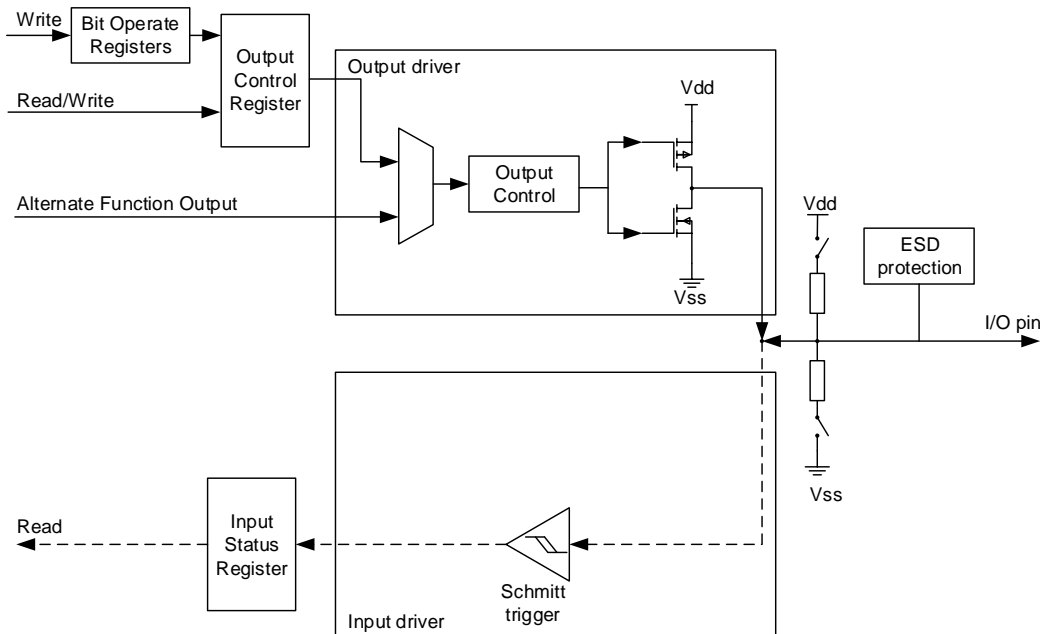 Write
Bit Operate
Registers
Output
Control
Register
Read/Write
Alternate Function Output
Output driver
Output
Control
Vdd
Vss
Vdd
ESD
protection
I/O pin
Vss
Read
Input
Status
Register
Schmitt
trigger
Input driver